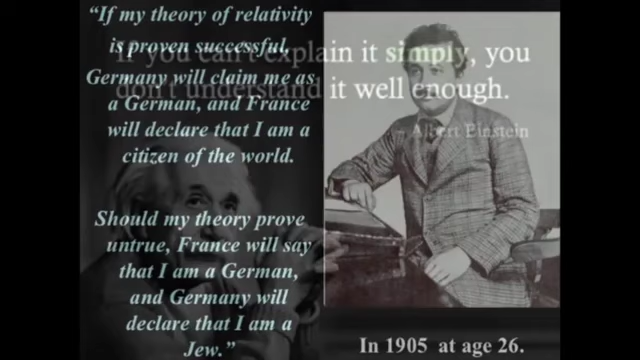 “If my theory of relativity
is proven successful,
Germany will claim me as
a German, and France
will declare that I am a
citizen of the world.
Should my theory prove
untrue, France will say
that I am a German,
and Germany will
declare that I am a
Jew.”
If you can't explain it simply, you
don't understand it well enough.
- Albert Einstein
In 1905 at age 26.